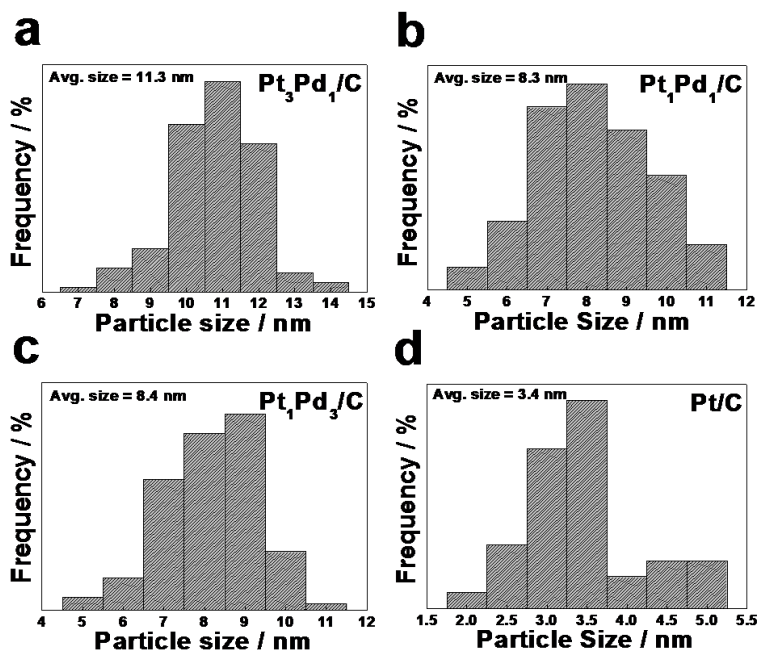 a
Avg. size = 11.3 nm
Pt₃Pd₁/C
Frequency / %
6 7 8 9 10 11 12 13 14 15
Particle size / nm
b
Avg.size = 8.3 nm
Pt₁Pd₁/C
Frequency / %
4 5 6 7 8 9 10 11 12
Particle Size / nm
c
Avg. size = 8.4 nm
Pt₁Pd₃/C
Frequency / %
4 5 6 7 8 9 10 11 12
Particle size / nm
d
Avg. size = 3.4 nm
Pt/C
Frequency / %
1.5 2.0 2.5 3.0 3.5 4.0 4.5 5.0 5.5
Particle Size / nm